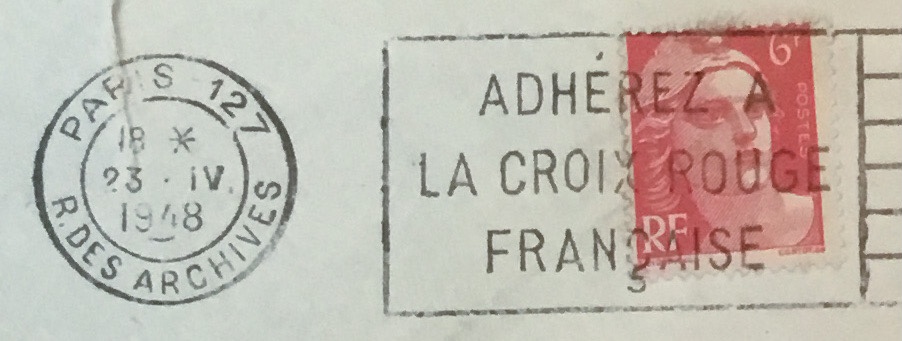 PARIS 127
18 *
23 · IV.
1948
R. DES ARCHIVES
ADHÉREZ A
LA CROIX ROUGE
FRANÇAISE
6F
POSTES
RF